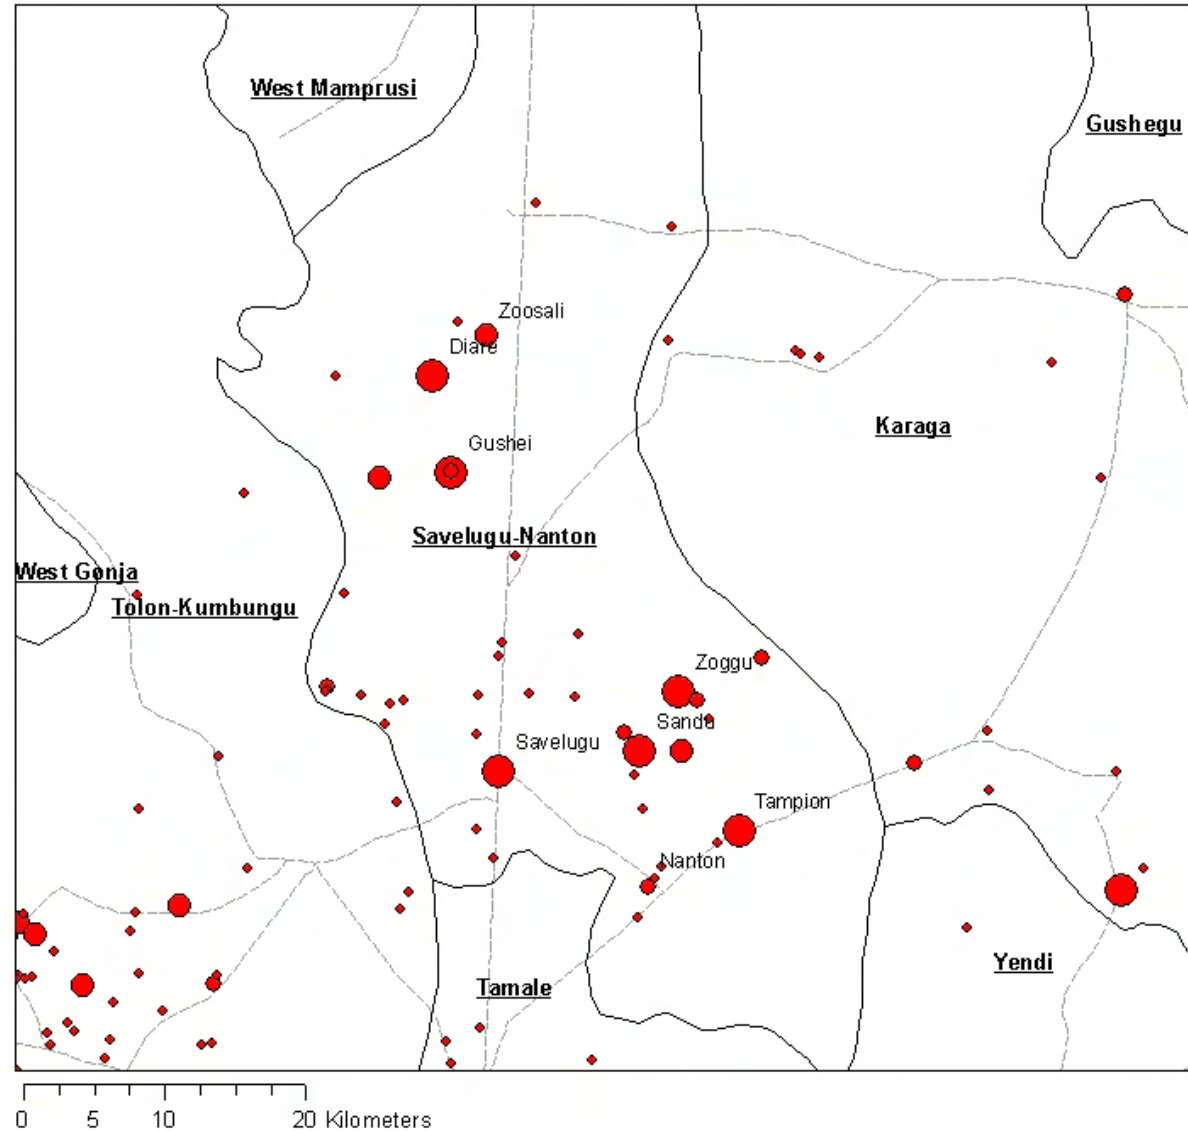 West Mamprusi
Gushegu
Zoosali
Diare
Karaga
Gushei
Savelugu-Nanton
West Gonja
Tolon-Kumbungu
Zoggu
Sandu
Savelugu
Tampion
Nanton
Yendi
Tamale
0 5 10 20 Kilometers